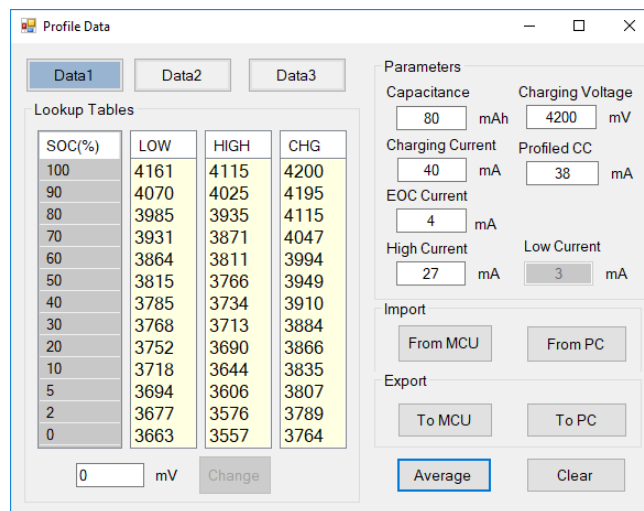 Profile Data
Data1 Data2 Data3
Lookup Tables
SOC(%) LOW HIGH CHG
100 4161 4115 4200
90 4070 4025 4195
80 3985 3935 4115
70 3931 3871 4047
60 3864 3811 3994
50 3815 3766 3949
40 3785 3734 3910
30 3768 3713 3884
20 3752 3690 3866
10 3718 3644 3835
5 3694 3606 3807
2 3677 3576 3789
0 3663 3557 3764
0 mV Change
Parameters
Capacitance Charging Voltage
80 mAh 4200 mV
Charging Current Profiled CC
40 mA 38 mA
EOC Current
4 mA
High Current Low Current
27 mA 3 mA
Import
From MCU From PC
Export
To MCU To PC
Average Clear